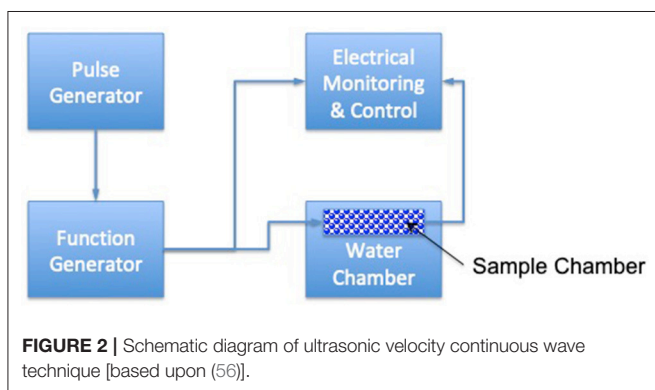 Pulse
Generator
Electrical
Monitoring
& Control
Function
Generator
Water
Chamber
Sample Chamber
FIGURE 2 | Schematic diagram of ultrasonic velocity continuous wave
technique [based upon (56)].